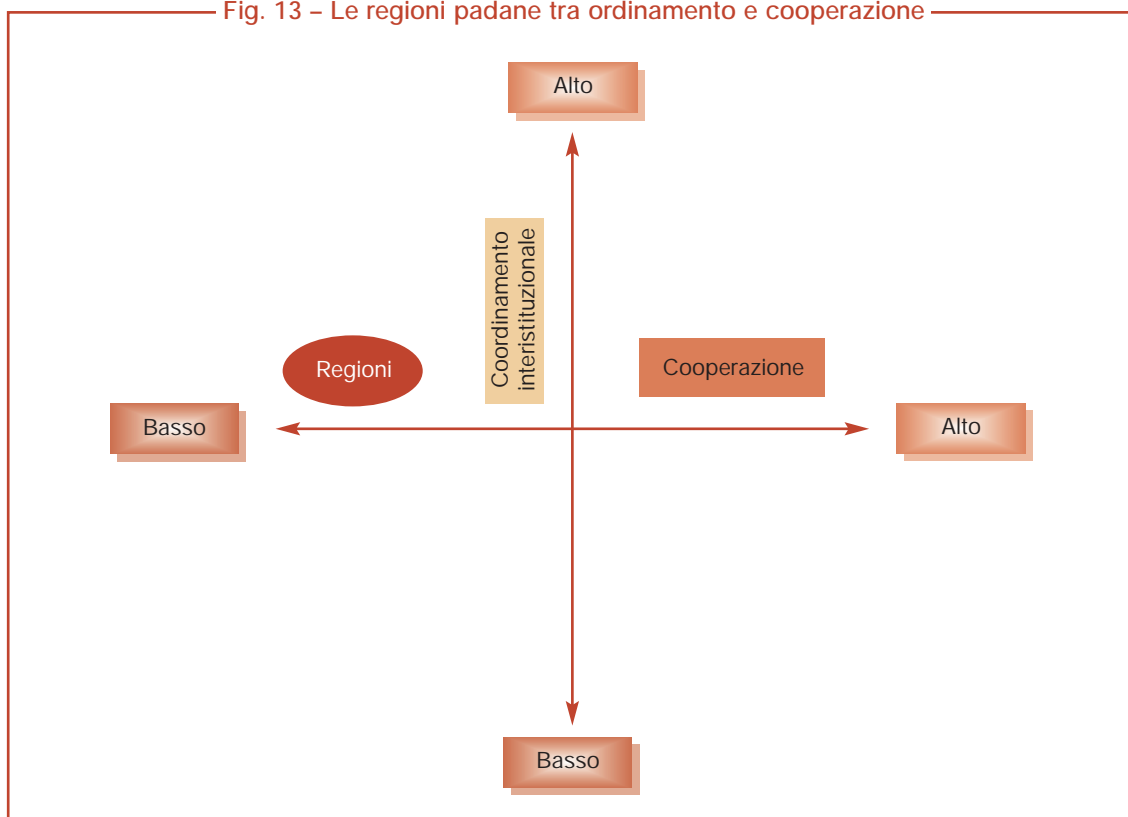 Fig. 13 – Le regioni padane tra ordinamento e cooperazione
Alto
Coordinamento
interistituzionale
Regioni
Cooperazione
Basso
Alto
Basso